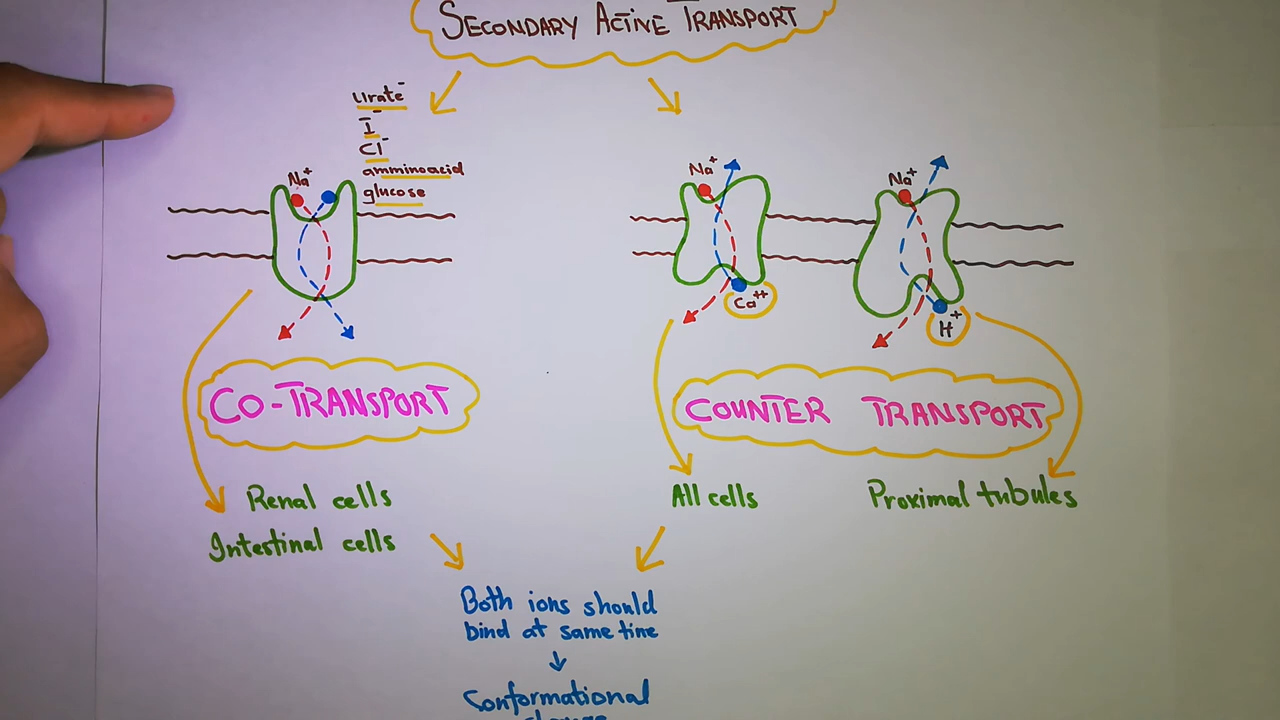 SECONDARY ACTIVE TRANSPORT
Urate⁻
I⁻
Cl⁻
amminoacid
glucose
Na⁺
Na⁺
Na⁺
Ca⁺⁺
H⁺
CO-TRANSPORT
COUNTER TRANSPORT
Renal cells
Intestinal cells
All cells
Proximal tubules
Both ions should
bind at same time
Conformational
change